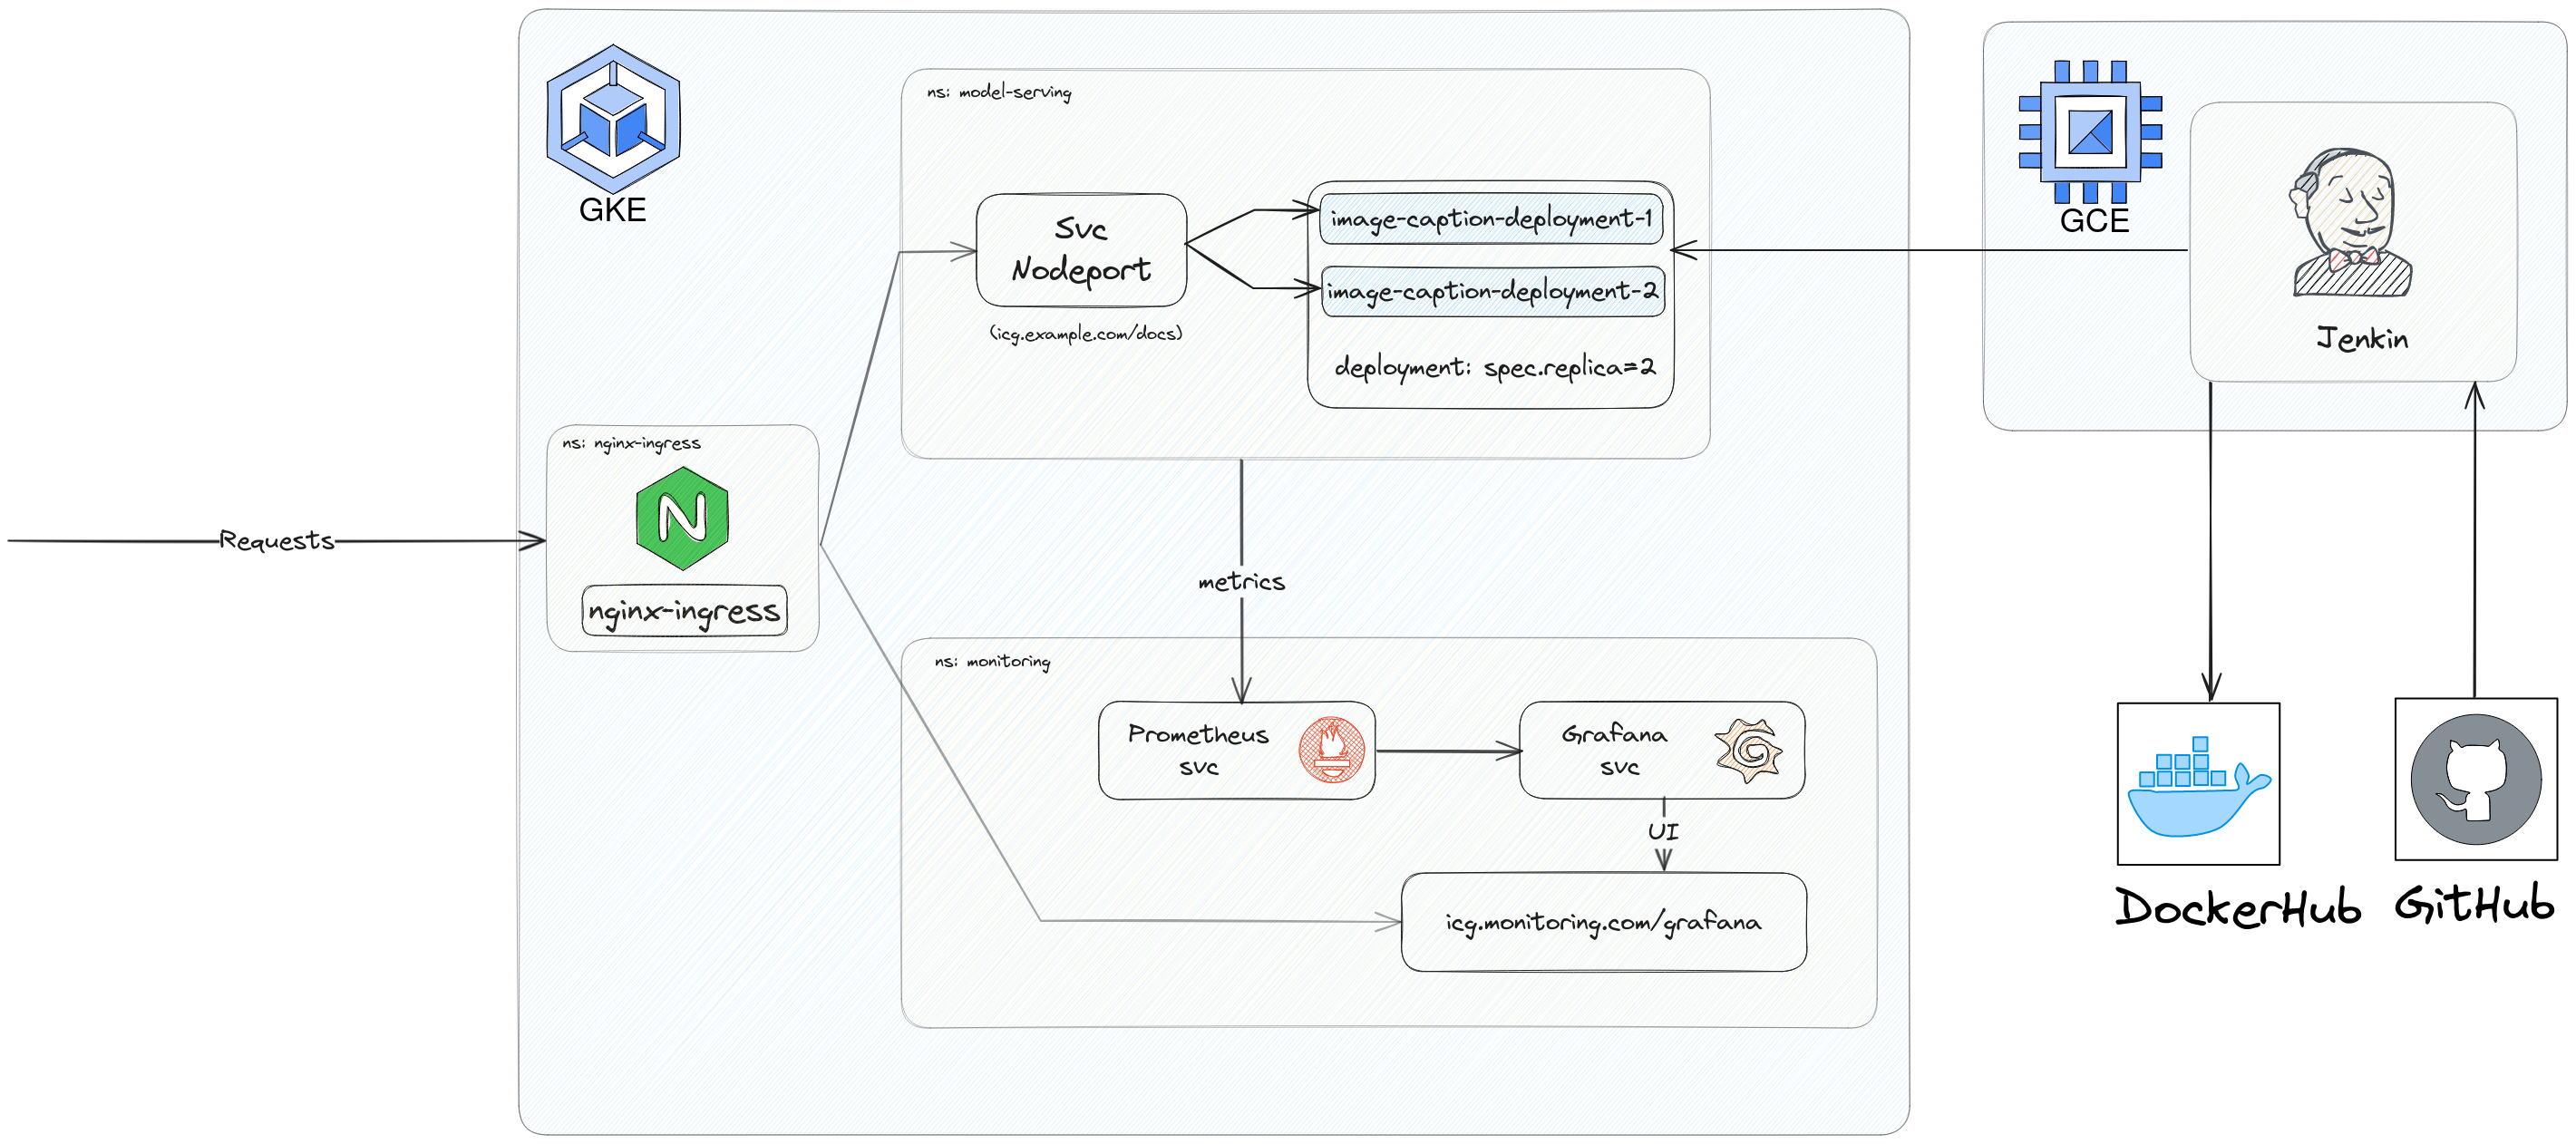 GKE
ns: model-serving
Svc
Nodeport
(icg.example.com/docs)
image-caption-deployment-1
image-caption-deployment-2
deployment: spec.replica=2
GCE
Jenkin
ns: nginx-ingress
N
nginx-ingress
Requests
metrics
ns: monitoring
Prometheus
svc
Grafana
svc
UI
icg.monitoring.com/grafana
DockerHub
GitHub